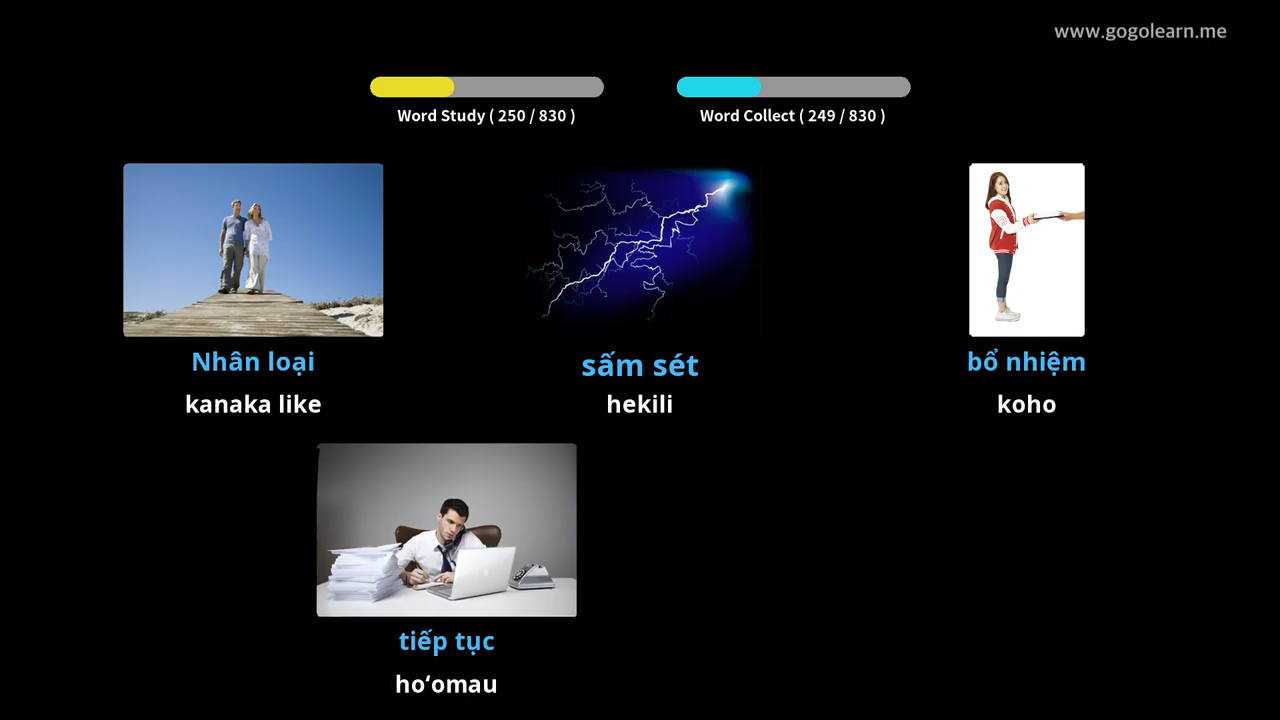 www.gogolearn.me
Word Study ( 250 / 830 )
Word Collect ( 249 / 830 )
Nhân loại
kanaka like
sấm sét
hekili
bổ nhiệm
koho
tiếp tục
hoʻomau